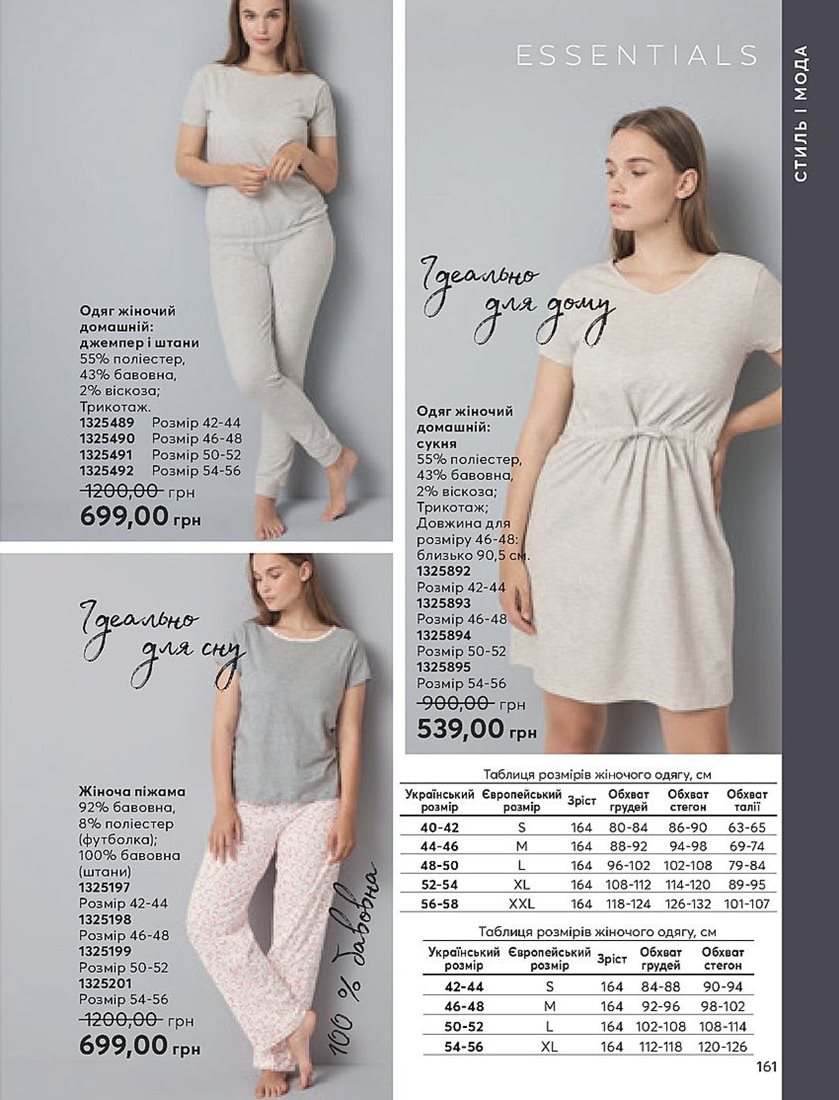 ESSENTIALS
СТИЛЬ І МОДА
Одяг жіночий
домашній:
джемпер і штани
55% поліестер,
43% бавовна,
2% віскоза;
Трикотаж.
1325489 Розмір 42-44
1325490 Розмір 46-48
1325491 Розмір 50-52
1325492 Розмір 54-56
1200,00 грн
699,00 грн
Ідеально
для дому
Одяг жіночий
домашній:
сукня
55% поліестер,
43% бавовна,
2% віскоза;
Трикотаж;
Довжина для
розміру 46-48:
близько 90,5 см.
1325892
Розмір 42-44
1325893
Розмір 46-48
1325894
Розмір 50-52
1325895
Розмір 54-56
900,00 грн
539,00 грн
Ідеально
для сну
Жіноча піжама
92% бавовна,
8% поліестер
(футболка);
100% бавовна
(штани)
1325197
Розмір 42-44
1325198
Розмір 46-48
1325199
Розмір 50-52
1325201
Розмір 54-56
1200,00 грн
699,00 грн
100 % бавовна
Таблиця розмірів жіночого одягу, см
Український розмір Європейський розмір Зріст Обхват грудей Обхват стегон Обхват талії
40-42 S 164 80-84 86-90 63-65
44-46 M 164 88-92 94-98 69-74
48-50 L 164 96-102 102-108 79-84
52-54 XL 164 108-112 114-120 89-95
56-58 XXL 164 118-124 126-132 101-107
Таблиця розмірів жіночого одягу, см
Український розмір Європейський розмір Зріст Обхват грудей Обхват стегон
42-44 S 164 84-88 90-94
46-48 M 164 92-96 98-102
50-52 L 164 102-108 108-114
54-56 XL 164 112-118 120-126
161